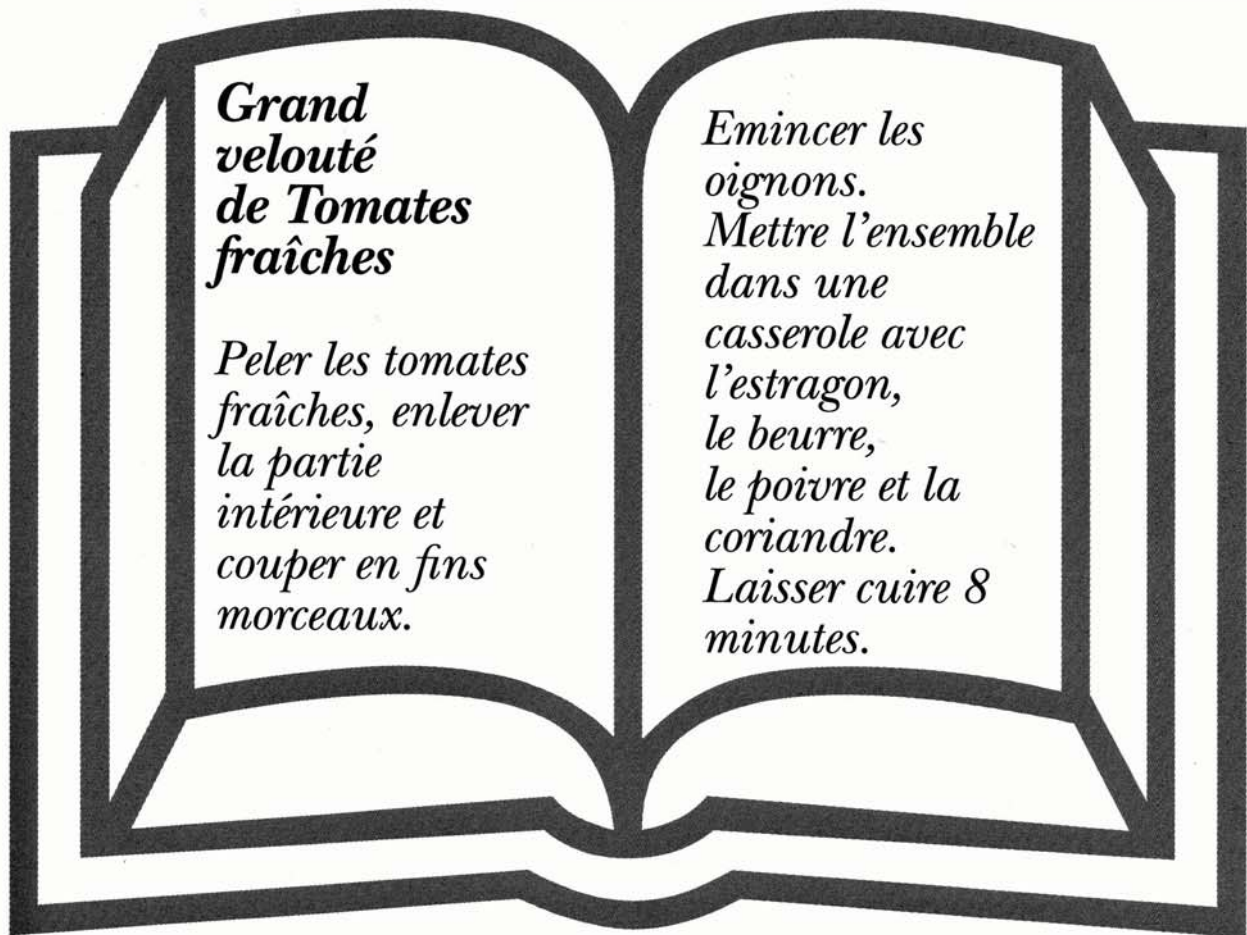 Grand
velouté
de Tomates
fraîches
Peler les tomates
fraîches, enlever
la partie
intérieure et
couper en fins
morceaux.
Emincer les
oignons.
Mettre l’ensemble
dans une
casserole avec
l’estragon,
le beurre,
le poivre et la
coriandre.
Laisser cuire 8
minutes.